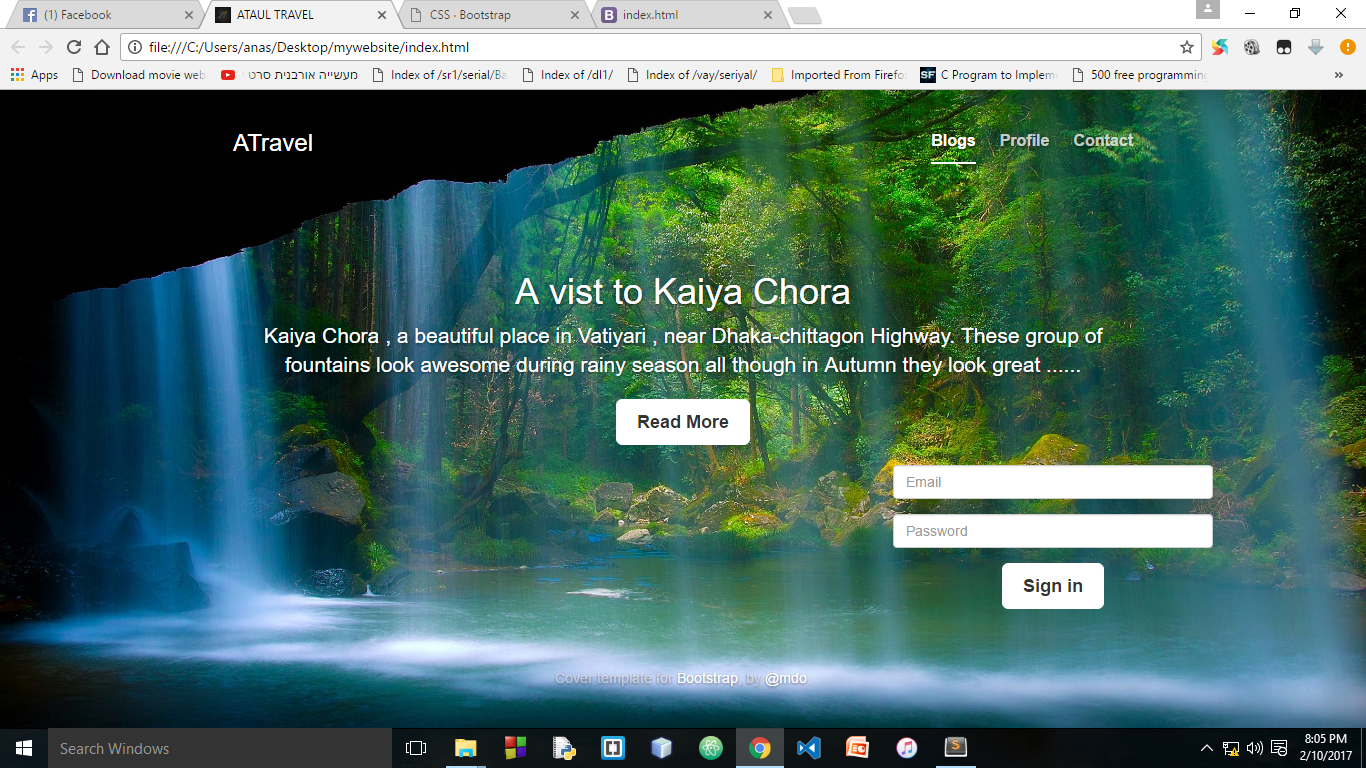 (1) Facebook
ATAUL TRAVEL
CSS · Bootstrap
index.html
file:///C:/Users/anas/Desktop/mywebsite/index.html
Apps
Download movie web
מעשייה אורבנית סרט
Index of /sr1/serial/Ba
Index of /dl1/
Index of /vay/seriyal/
Imported From Firefo
C Program to Implem
500 free programming
ATravel
Blogs Profile Contact
A vist to Kaiya Chora
Kaiya Chora , a beautiful place in Vatiyari , near Dhaka-chittagon Highway. These group of
fountains look awesome during rainy season all though in Autumn they look great ......
Read More
Email
Password
Sign in
Cover template for Bootstrap, by @mdo.
Search Windows
8:05 PM
2/10/2017